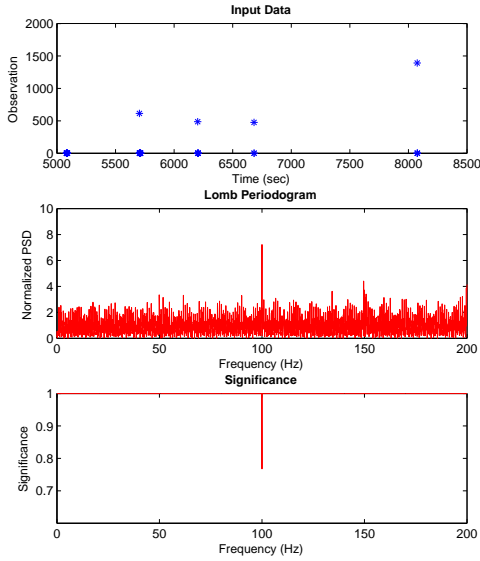 Input Data
2000
1500
1000
500
0
Observation
5000 5500 6000 6500 7000 7500 8000 8500
Time (sec)
Lomb Periodogram
10
8
6
4
2
0
Normalized PSD
0 50 100 150 200
Frequency (Hz)
Significance
1
0.9
0.8
0.7
Significance
0 50 100 150 200
Frequency (Hz)